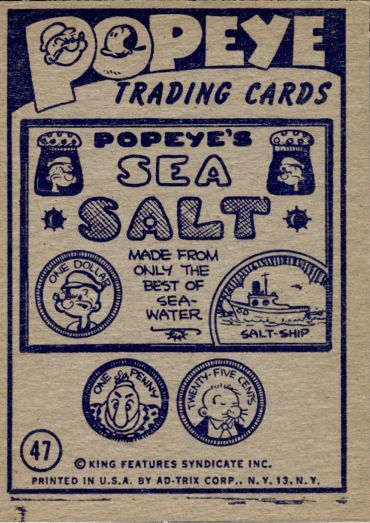 POPEYE
TRADING CARDS
POPEYE'S
SEA
SALT
MADE FROM
ONLY THE
BEST OF
SEA-
WATER
ONE DOLLAR
SALT-SHIP
ONE PENNY
TWENTY-FIVE CENTS
47
© KING FEATURES SYNDICATE INC.
PRINTED IN U.S.A. BY AD-TRIX CORP., N.Y. 13, N.Y.